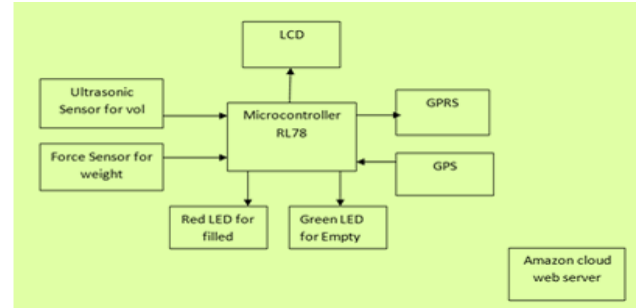 LCD
Ultrasonic
Sensor for vol
Microcontroller
RL78
GPRS
Force Sensor for
weight
GPS
Red LED for
filled
Green LED
for Empty
Amazon cloud
web server